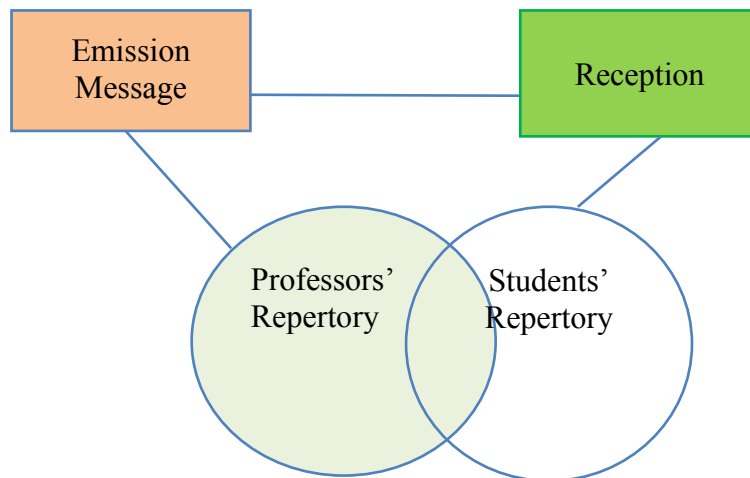 Emission
Message
Reception
Professors’
Repertory
Students’
Repertory